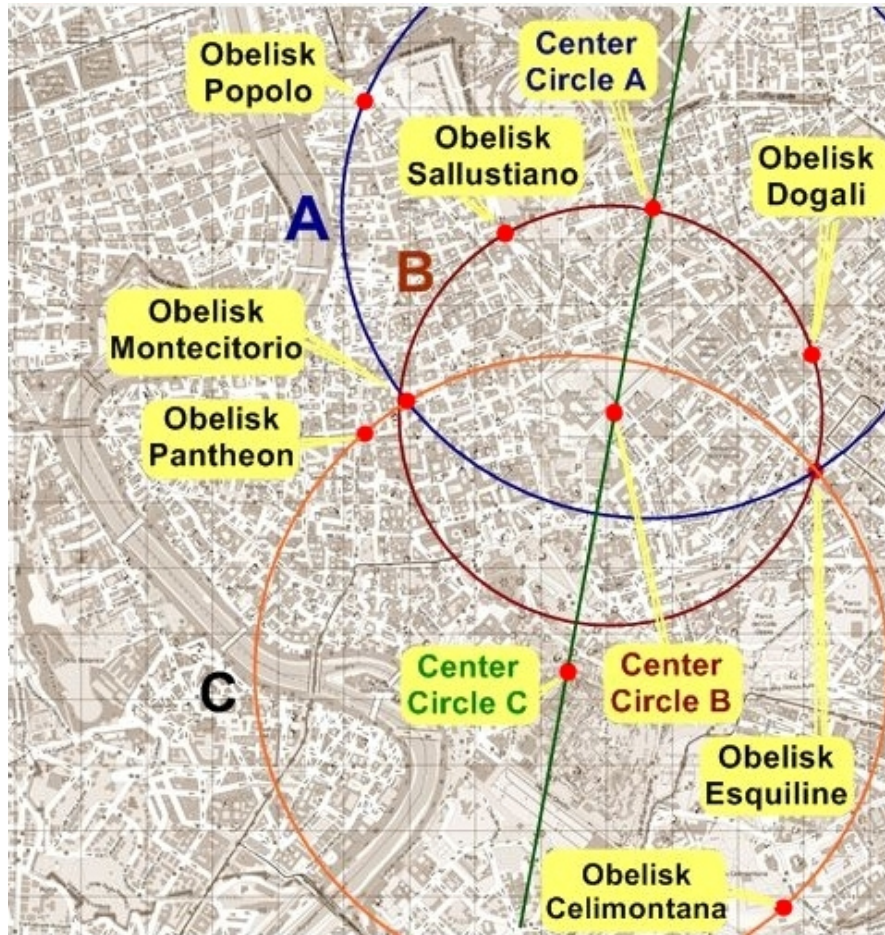 Obelisk
Popolo
Center
Circle A
Obelisk
Sallustiano
Obelisk
Dogali
A
B
Obelisk
Montecitorio
Obelisk
Pantheon
C
Center
Circle C
Center
Circle B
Obelisk
Esquiline
Obelisk
Celimontana